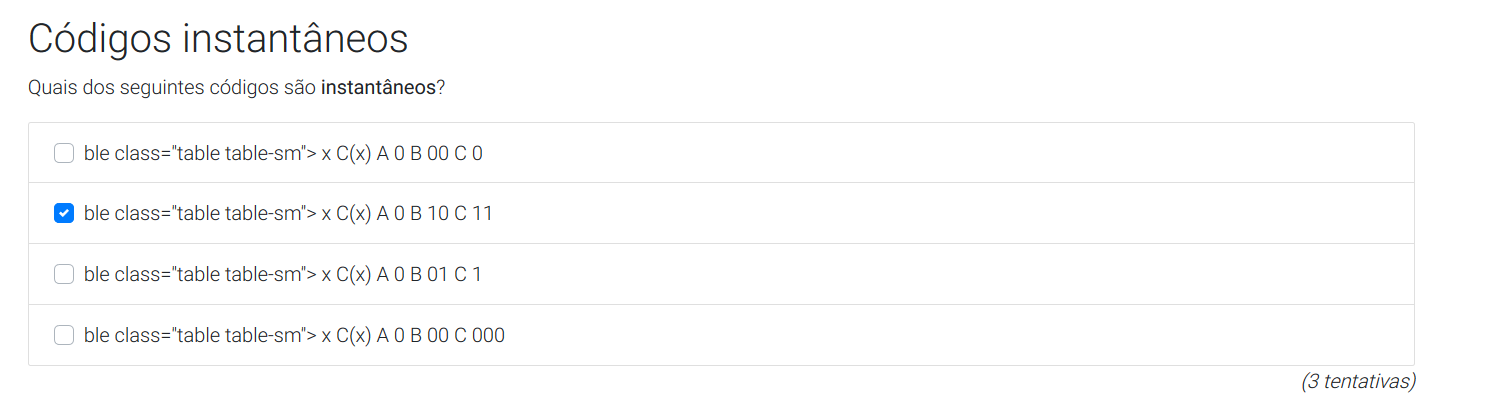 Códigos instantâneos
Quais dos seguintes códigos são instantâneos?
ble class="table table-sm"> x C(x) A 0 B 00 C 0
ble class="table table-sm"> x C(x) A 0 B 10 C 11
ble class="table table-sm"> x C(x) A 0 B 01 C 1
ble class="table table-sm"> x C(x) A 0 B 00 C 000
(3 tentativas)